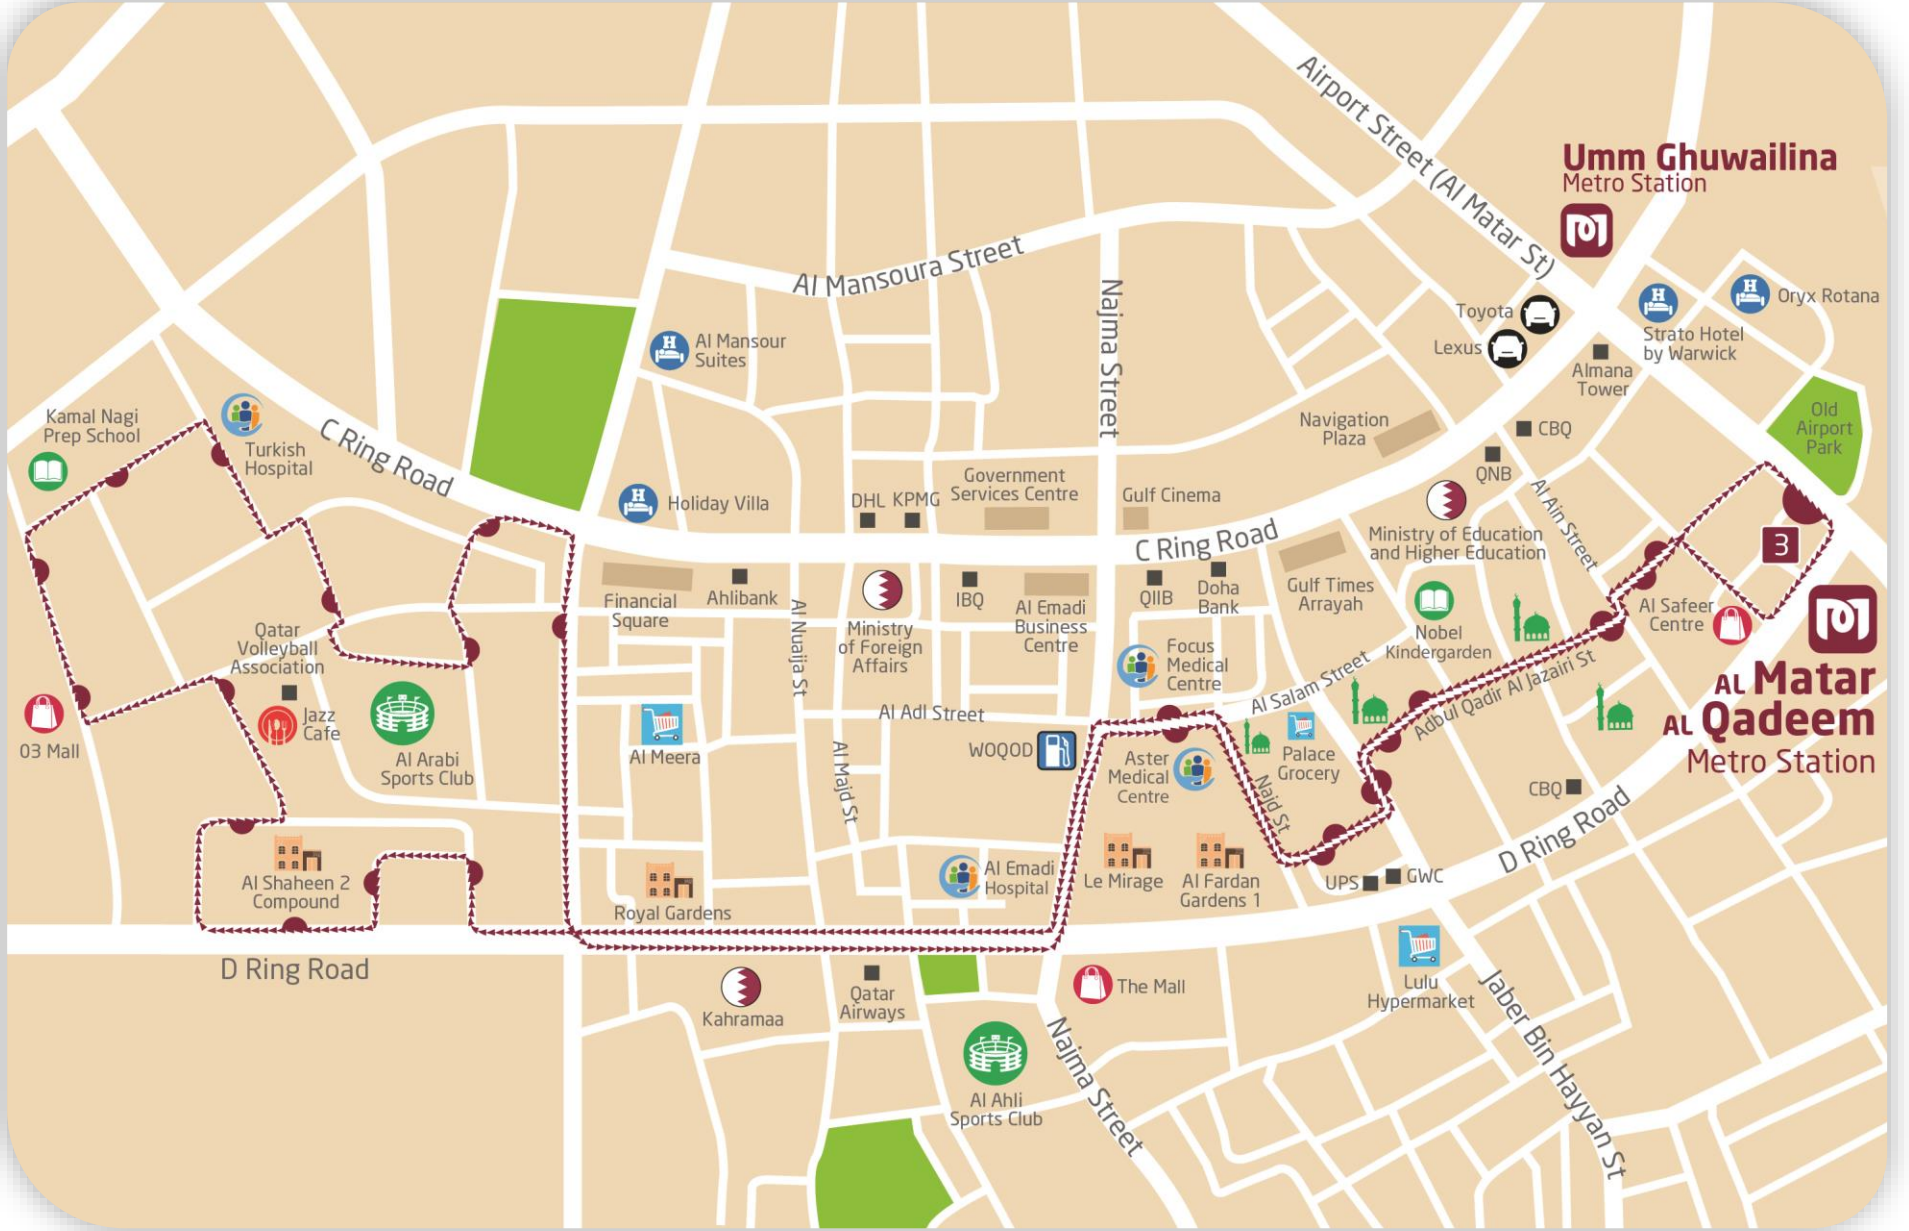 Airport Street (Al Matar St)
Umm Ghuwailina
Metro Station
Al Mansoura Street
Najma Street
Toyota
Lexus
H
Strato Hotel
by Warwick
H
Oryx Rotana
Almana
Tower
H
Al Mansour
Suites
Old
Airport
Park
Kamal Nagi
Prep School
Turkish
Hospital
C Ring Road
Navigation
Plaza
CBQ
QNB
H
Holiday Villa
DHL
KPMG
Government
Services Centre
Gulf Cinema
C Ring Road
Ministry of Education
and Higher Education
Al Ain Street
3
Financial
Square
Ahlibank
Al Nuaija St
Ministry
of Foreign
Affairs
IBQ
Al Emadi
Business
Centre
QIIB
Doha
Bank
Gulf Times
Arrayah
Nobel
Kindergarden
Al Safeer
Centre
Qatar
Volleyball
Association
Jazz
Cafe
03 Mall
Al Arabi
Sports Club
Al Meera
Al Adl Street
Al Majd St
WOQOD
Focus
Medical
Centre
Al Salam Street
Adbul Qadir Al Jazairi St
Palace
Grocery
Aster
Medical
Centre
Najd St
AL Matar
AL Qadeem
Metro Station
CBQ
D Ring Road
Al Shaheen 2
Compound
Royal Gardens
Al Emadi
Hospital
Le Mirage
Al Fardan
Gardens 1
UPS
GWC
D Ring Road
Kahramaa
Qatar
Airways
The Mall
Lulu
Hypermarket
Jaber Bin Hayyan St
Najma Street
Al Ahli
Sports Club